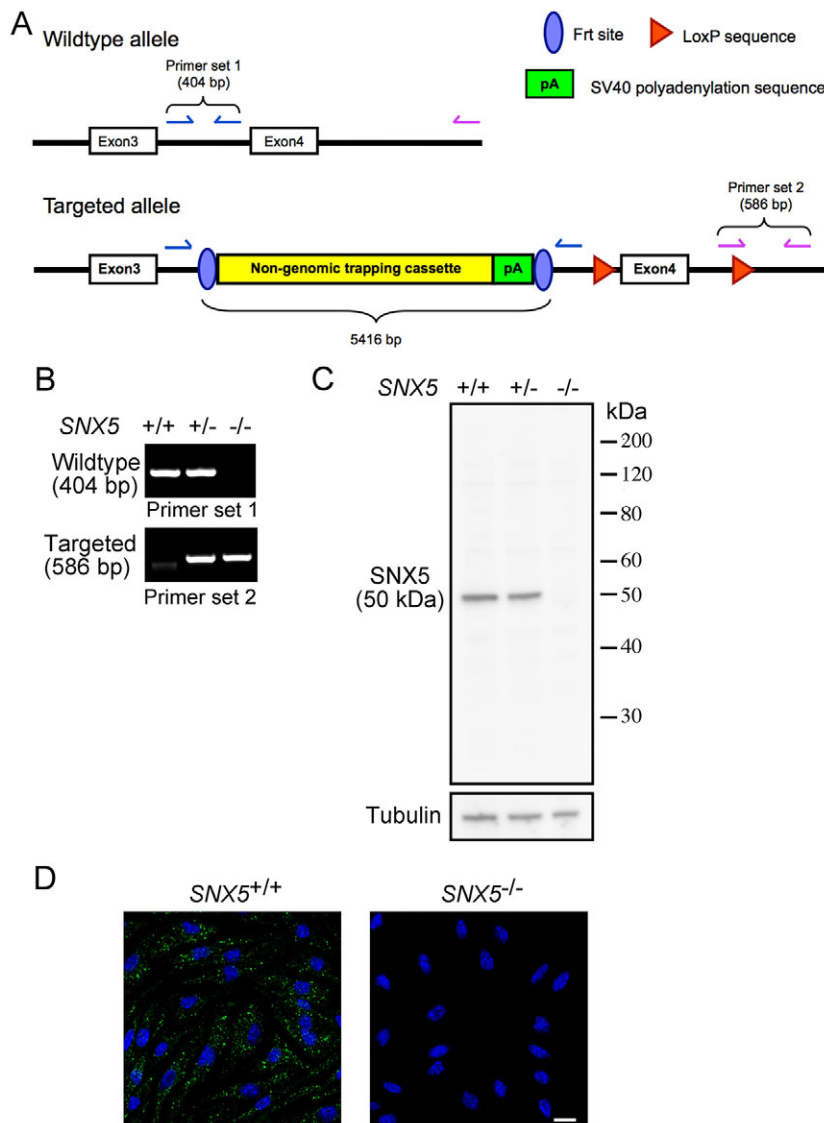 A
Wildtype allele
Primer set 1
(404 bp)
Exon3
Exon4
Frt site
LoxP sequence
pA
SV40 polyadenylation sequence
Targeted allele
Primer set 2
(586 bp)
Exon3
Non-genomic trapping cassette
pA
Exon4
5416 bp
B
SNX5 +/+ +/- -/-
Wildtype
(404 bp)
Primer set 1
Targeted
(586 bp)
Primer set 2
C
SNX5 +/+ +/- -/-
kDa
200
120
80
60
50
40
30
SNX5
(50 kDa)
Tubulin
D
SNX5+/+
SNX5-/-